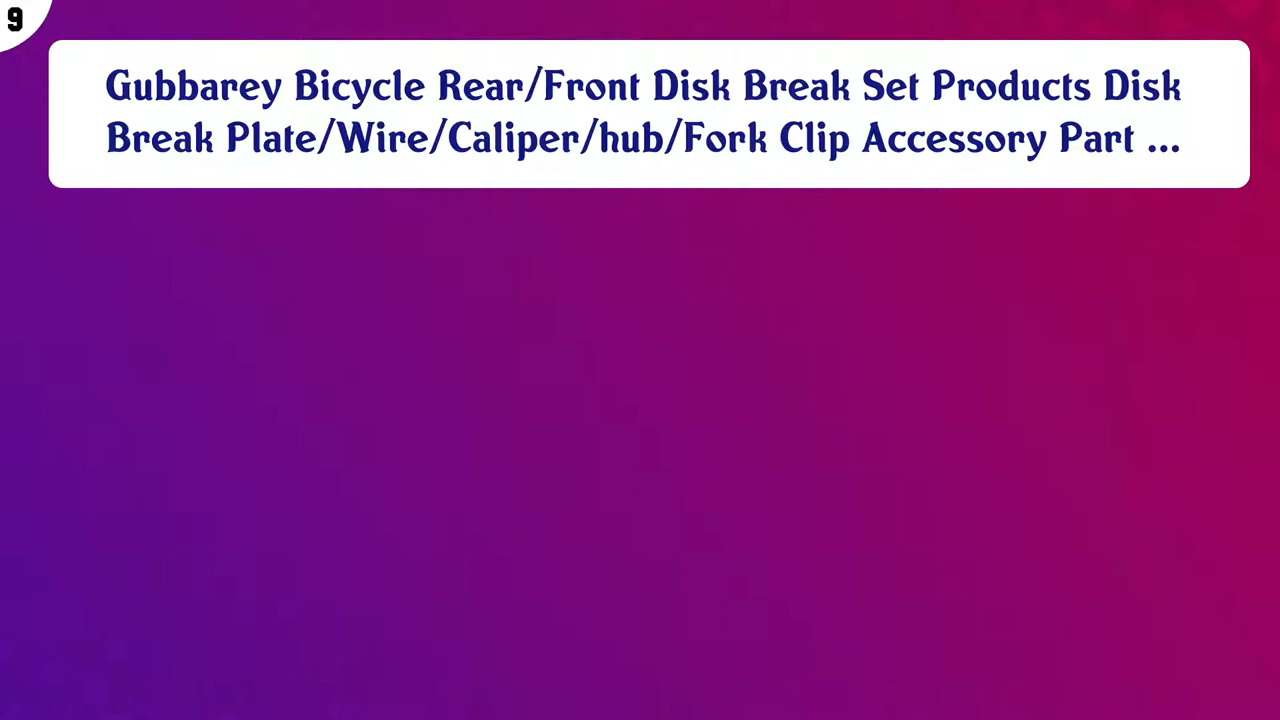 9
Gubbarey Bicycle Rear/Front Disk Break Set Products Disk
Break Plate/Wire/Caliper/hub/Fork Clip Accessory Part ...